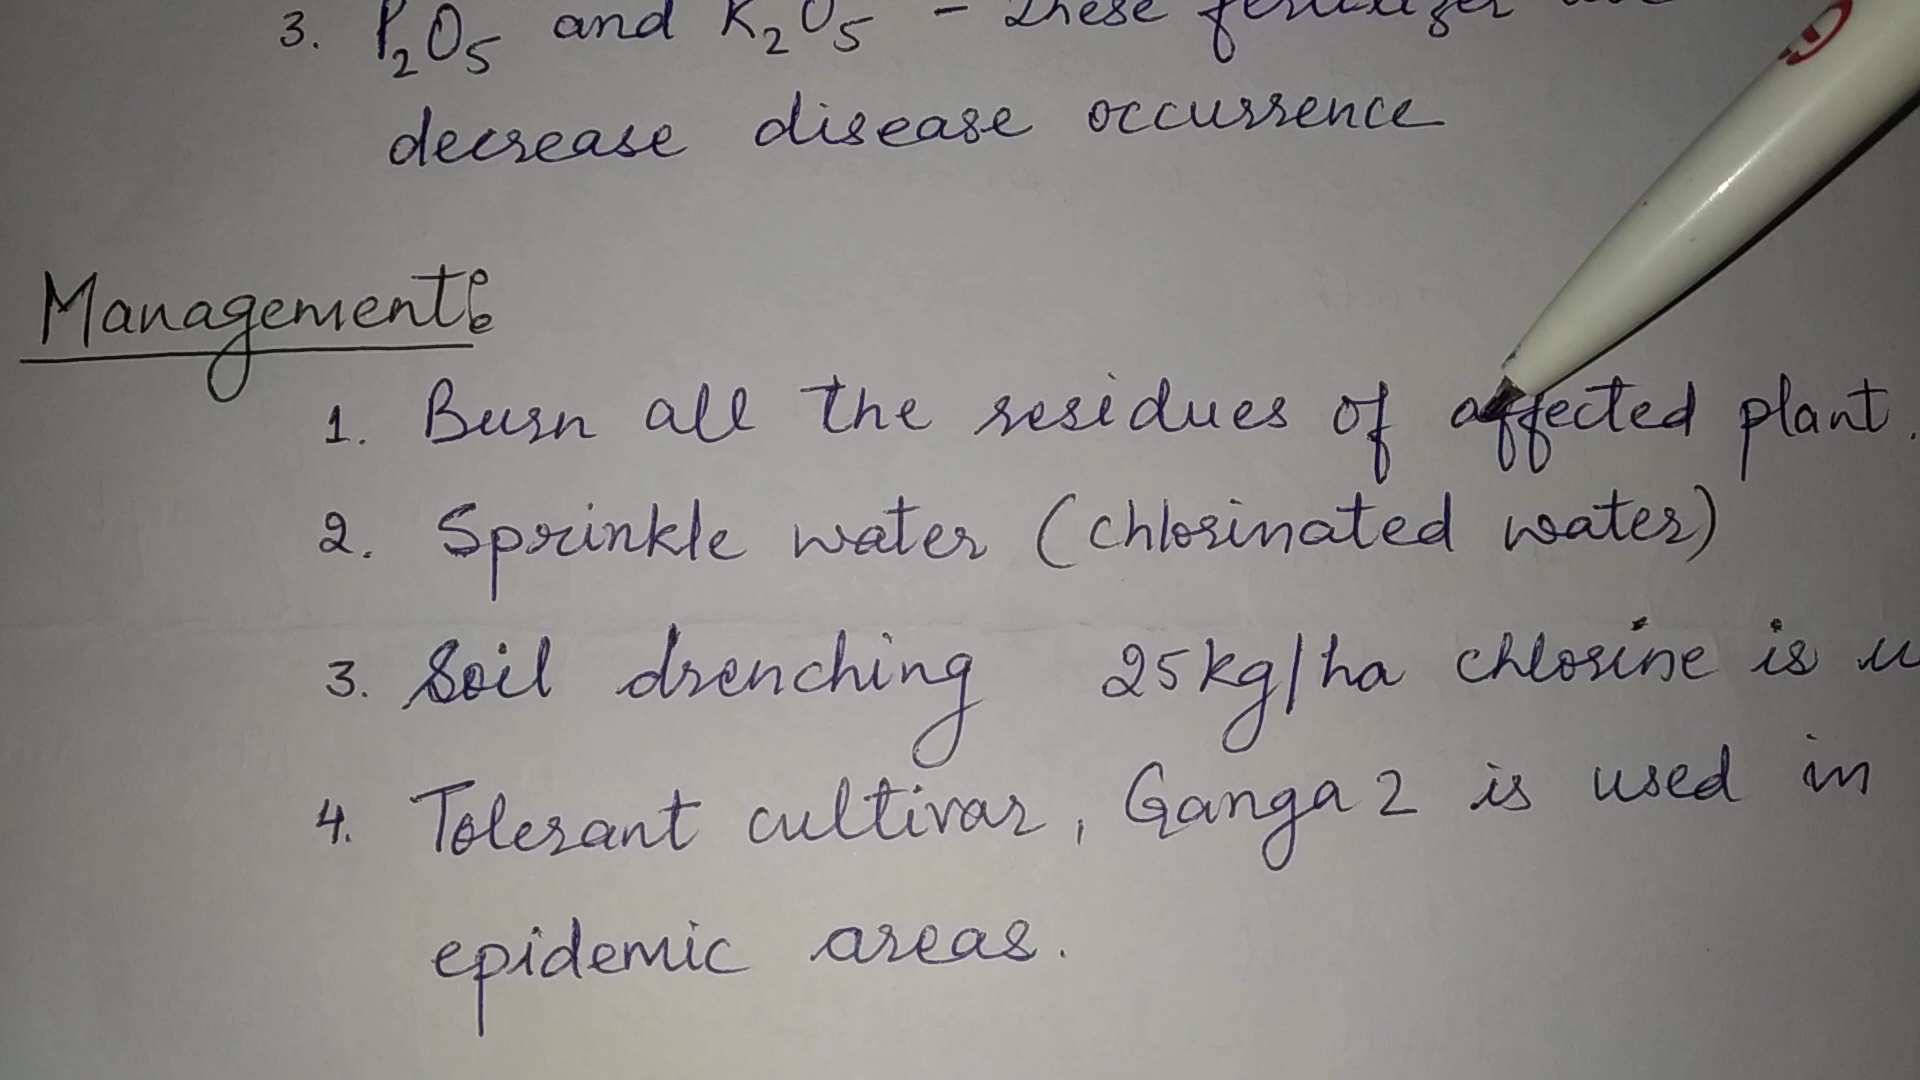 3. P2O5 and K2O5 - These fertilizer
decrease disease occurrence
Management:
1. Burn all the residues of affected plant.
2. Sprinkle water (chlorinated water)
3. Soil drenching 25kg/ha chlorine is
4. Tolerant cultivar, Ganga 2 is used in
epidemic areas.